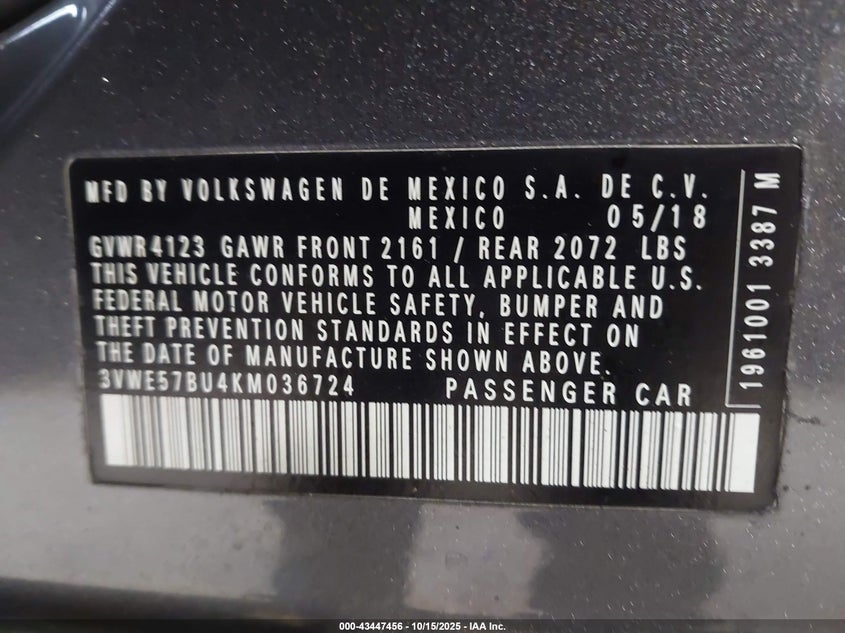 MFD BY VOLKSWAGEN DE MEXICO S.A. DE C.V.
MEXICO 05/18
GVWR 4123 GAWR FRONT 2161 / REAR 2072 LBS
THIS VEHICLE CONFORMS TO ALL APPLICABLE U.S.
FEDERAL MOTOR VEHICLE SAFETY, BUMPER AND
THEFT PREVENTION STANDARDS IN EFFECT ON
THE DATE OF MANUFACTURE SHOWN ABOVE.
3VWE57BU4KM036724 PASSENGER CAR
1961001 3387 M
000-43447456 - 10/15/2025 - IAA Inc.